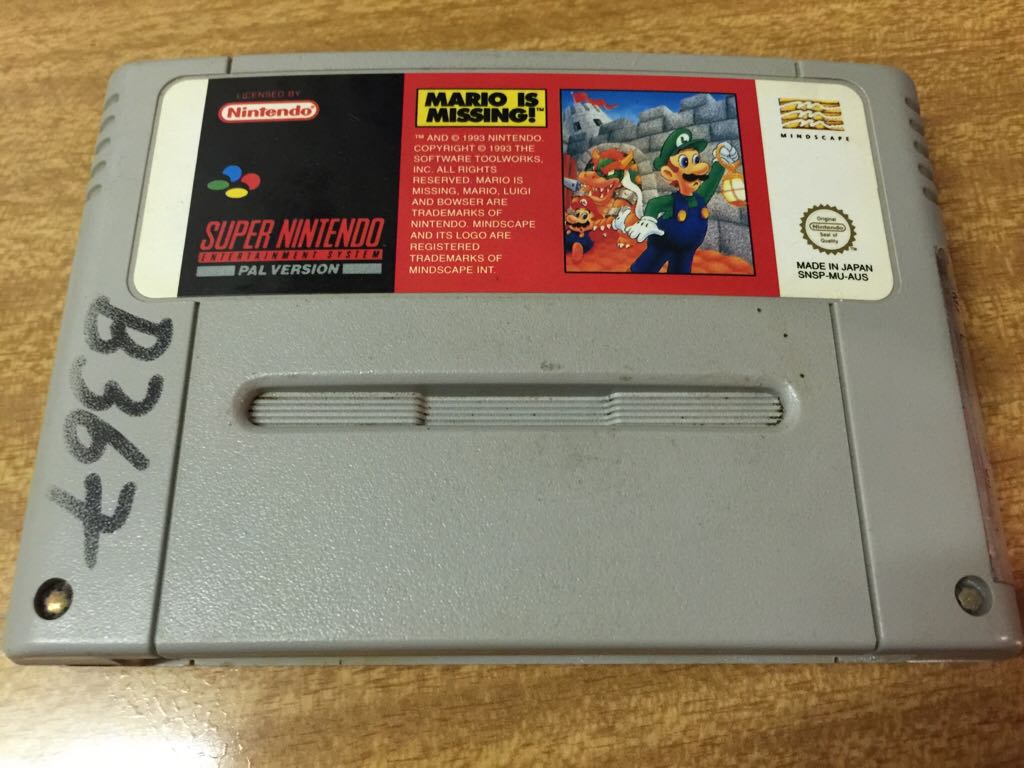 LICENSED BY
Nintendo®
SUPER NINTENDO
ENTERTAINMENT SYSTEM
PAL VERSION
MARIO IS
MISSING!™
™ AND © 1993 NINTENDO.
COPYRIGHT © 1993 THE
SOFTWARE TOOLWORKS,
INC. ALL RIGHTS
RESERVED. MARIO IS
MISSING, MARIO, LUIGI
AND BOWSER ARE
TRADEMARKS OF
NINTENDO. MINDSCAPE
AND ITS LOGO ARE
REGISTERED
TRADEMARKS OF
MINDSCAPE INT.
L
MINDSCAPE
Original
Nintendo
Seal of
Quality
MADE IN JAPAN
SNSP-MU-AUS
B367